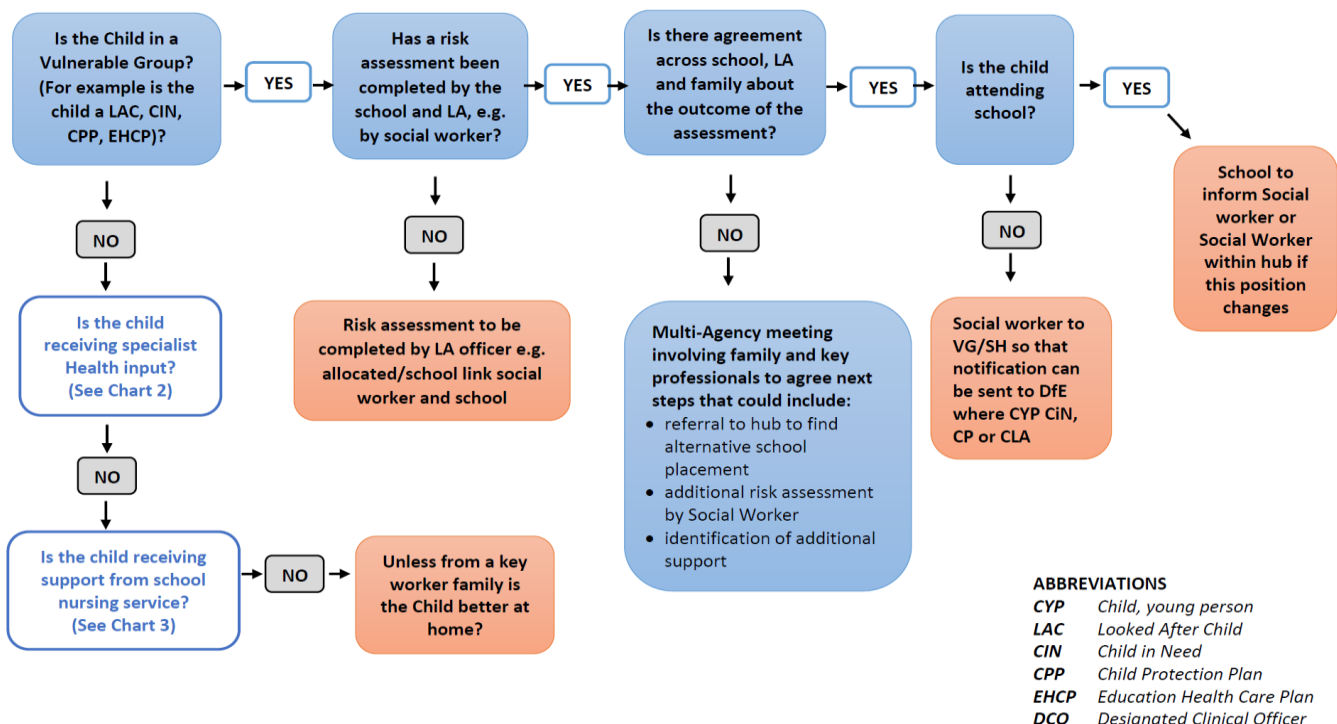 Is the Child in a
Vulnerable Group?
(For example is the
child a LAC, CIN,
CPP, EHCP)?
YES
Has a risk
assessment been
completed by the
school and LA, e.g.
by social worker?
YES
Is there agreement
across school, LA
and family about
the outcome of the
assessment?
YES
Is the child
attending
school?
YES
School to
inform Social
worker or
Social Worker
within hub if
this position
changes
NO
NO
NO
NO
Is the child
receiving specialist
Health input?
(See Chart 2)
Risk assessment to be
completed by LA officer e.g.
allocated/school link social
worker and school
Multi-Agency meeting
involving family and key
professionals to agree next
steps that could include:
• referral to hub to find
alternative school
placement
• additional risk assessment
by Social Worker
• identification of additional
support
Social worker to
VG/SH so that
notification can
be sent to DfE
where CYP CiN,
CP or CLA
NO
Is the child receiving
support from school
nursing service?
(See Chart 3)
NO
Unless from a key
worker family is
the Child better at
home?
ABBREVIATIONS
CYP Child, young person
LAC Looked After Child
CIN Child in Need
CPP Child Protection Plan
EHCP Education Health Care Plan
DCO Designated Clinical Officer